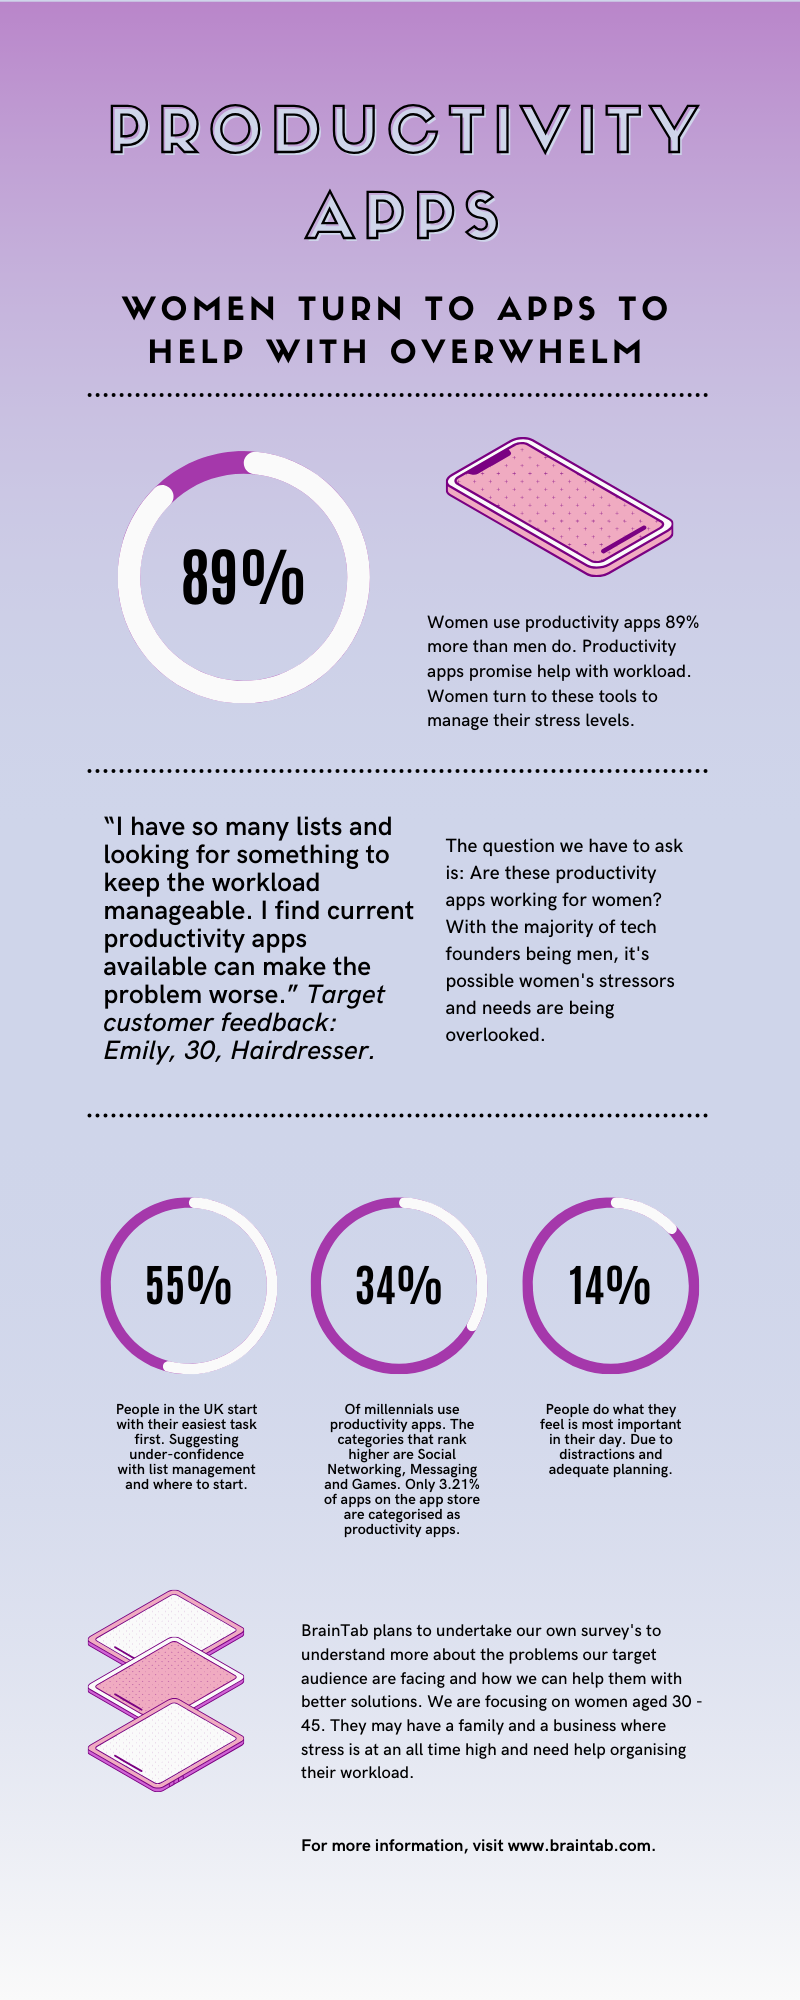 PRODUCTIVITY
APPS
WOMEN TURN TO APPS TO
HELP WITH OVERWHELM
89%
Women use productivity apps 89%
more than men do. Productivity
apps promise help with workload.
Women turn to these tools to
manage their stress levels.
“I have so many lists and
looking for something to
keep the workload
manageable. I find current
productivity apps
available can make the
problem worse.” Target
customer feedback:
Emily, 30, Hairdresser.
The question we have to ask
is: Are these productivity
apps working for women?
With the majority of tech
founders being men, it's
possible women's stressors
and needs are being
overlooked.
55%
People in the UK start
with their easiest task
first. Suggesting
under-confidence
with list management
and where to start.
34%
Of millennials use
productivity apps. The
categories that rank
higher are Social
Networking, Messaging
and Games. Only 3.21%
of apps on the app store
are categorised as
productivity apps.
14%
People do what they
feel is most important
in their day. Due to
distractions and
adequate planning.
BrainTab plans to undertake our own survey's to
understand more about the problems our target
audience are facing and how we can help them with
better solutions. We are focusing on women aged 30 -
45. They may have a family and a business where
stress is at an all time high and need help organising
their workload.
For more information, visit www.braintab.com.